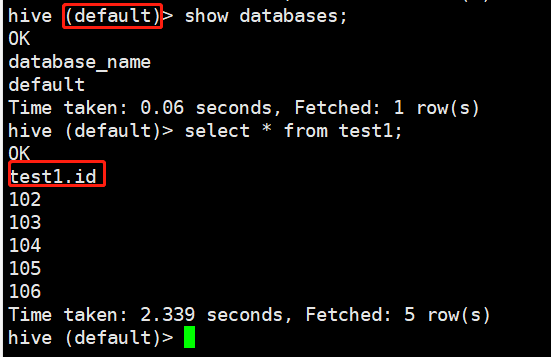 hive (default)> show databases;
OK
database_name
default
Time taken: 0.06 seconds, Fetched: 1 row(s)
hive (default)> select * from test1;
OK
test1.id
102
103
104
105
106
Time taken: 2.339 seconds, Fetched: 5 row(s)
hive (default)>